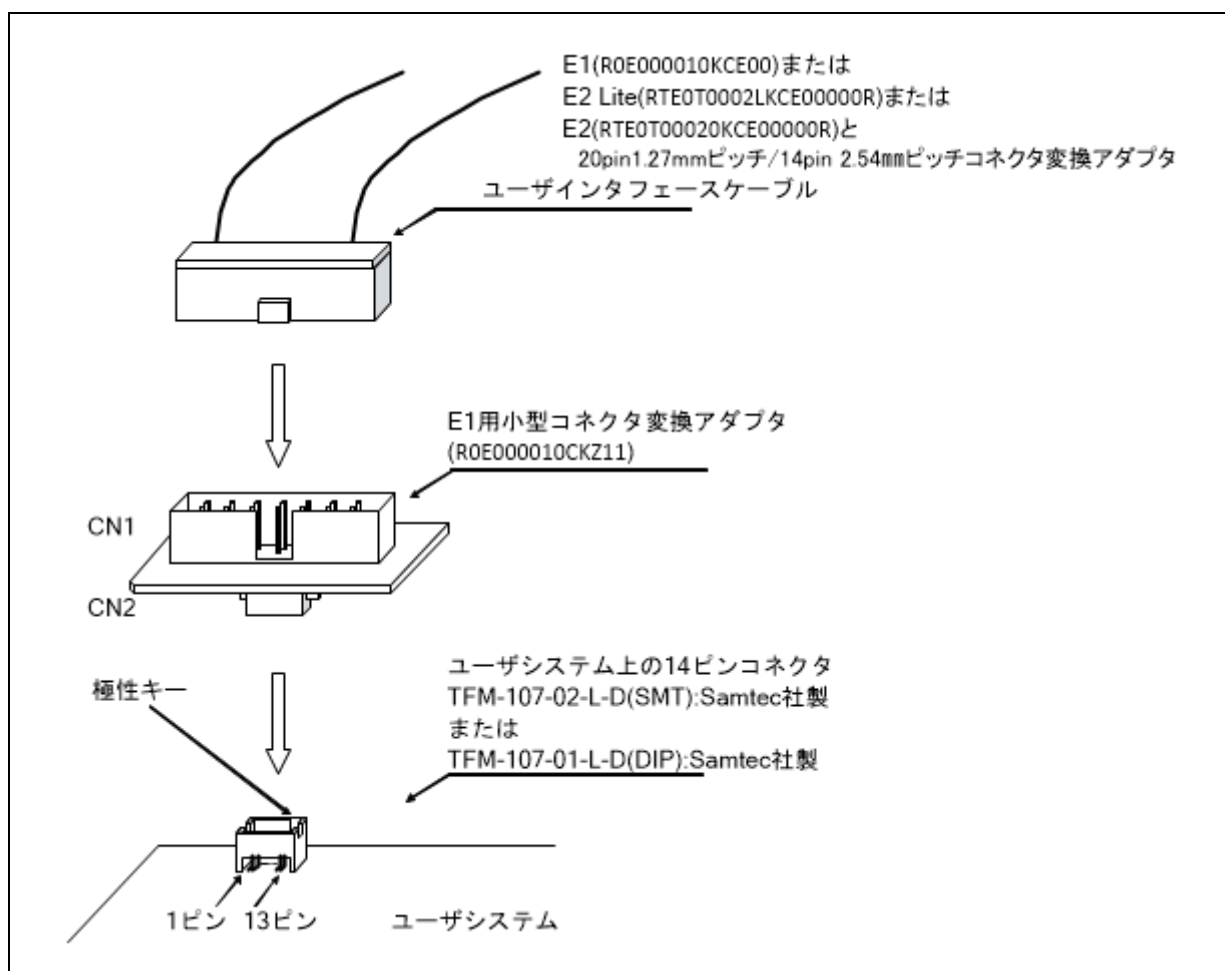 E1(R0E000010KCE00)または
E2 Lite(RTE0T0002LKCE00000R)または
E2(RTE0T00020KCE00000R)と
20pin1.27mmピッチ/14pin 2.54㎜ピッチコネクタ変換アダプタ
ユーザインタフェースケーブル
E1用小型コネクタ変換アダプタ
(R0E000010CKZ11)
CN1
CN2
ユーザシステム上の14ピンコネクタ
TFM-107-02-L-D(SMT):Samtec社製
または
TFM-107-01-L-D(DIP):Samtec社製
極性キー
1ピン 13ピン
ユーザシステム